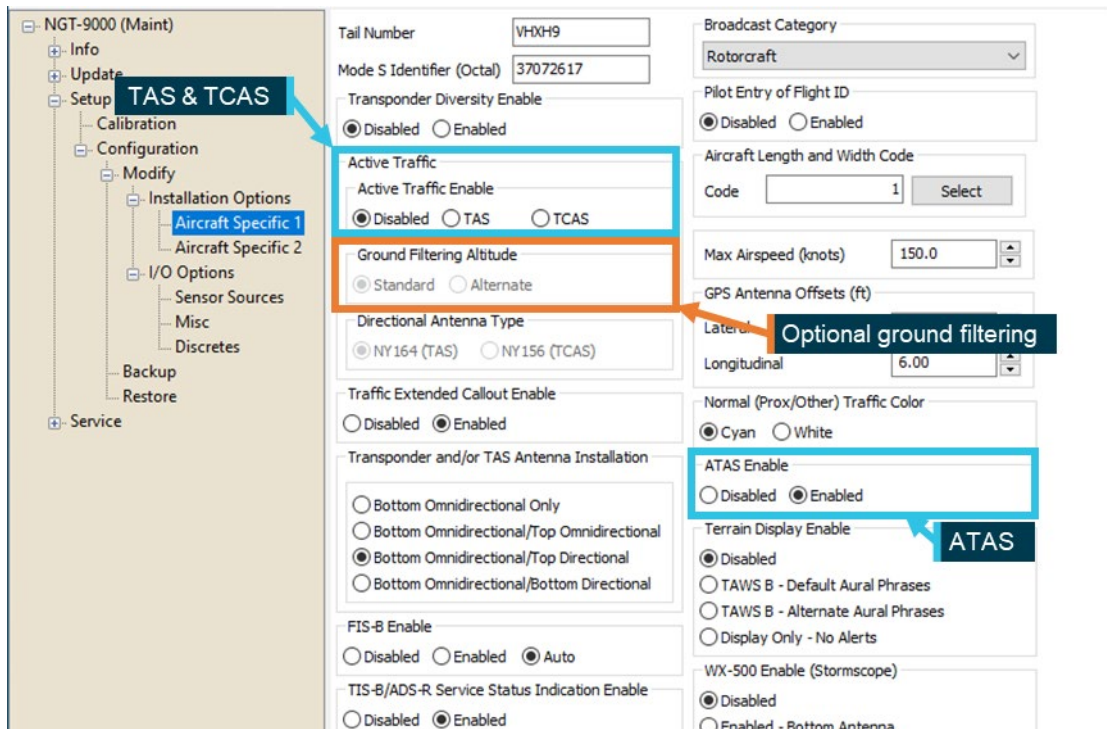 NGT-9000 (Maint)
Info
Update
Setup
Calibration
Configuration
Modify
Installation Options
Aircraft Specific 1
Aircraft Specific 2
I/O Options
Sensor Sources
Misc
Discretes
Backup
Restore
Service
TAS & TCAS
Tail Number VHXH9
Mode S Identifier (Octal) 37072617
Transponder Diversity Enable
Disabled Enabled
Active Traffic
Active Traffic Enable
Disabled TAS TCAS
Ground Filtering Altitude
Standard Alternate
Directional Antenna Type
NY164 (TAS) NY156 (TCAS)
Traffic Extended Callout Enable
Disabled Enabled
Transponder and/or TAS Antenna Installation
Bottom Omnidirectional Only
Bottom Omnidirectional/Top Omnidirectional
Bottom Omnidirectional/Top Directional
Bottom Omnidirectional/Bottom Directional
FIS-B Enable
Disabled Enabled Auto
TIS-B/ADS-R Service Status Indication Enable
Disabled Enabled
Broadcast Category
Rotorcraft
Pilot Entry of Flight ID
Disabled Enabled
Aircraft Length and Width Code
Code 1 Select
Max Airspeed (knots) 150.0
GPS Antenna Offsets (ft)
Optional ground filtering
Longitudinal 6.00
Normal (Prox/Other) Traffic Color
Cyan White
ATAS Enable
Disabled Enabled
ATAS
Terrain Display Enable
Disabled
TAWS B - Default Aural Phrases
TAWS B - Alternate Aural Phrases
Display Only - No Alerts
WX-500 Enable (Stormscope)
Disabled
Enabled - Bottom Antenna